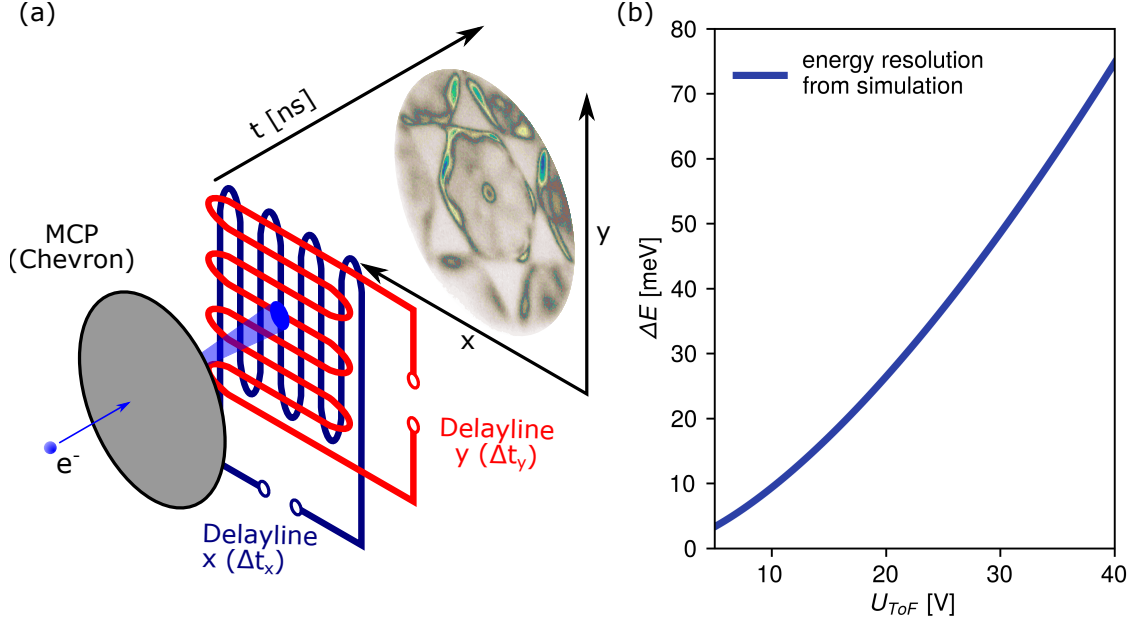 (a)
t [ns]
MCP
(Chevron)
y
x
e⁻
Delayline
y (Δt_y)
Delayline
x (Δt_x)
(b)
energy resolution
from simulation
ΔE [meV]
80
70
60
50
40
30
20
10
0
10
20
30
40
U_ToF [V]